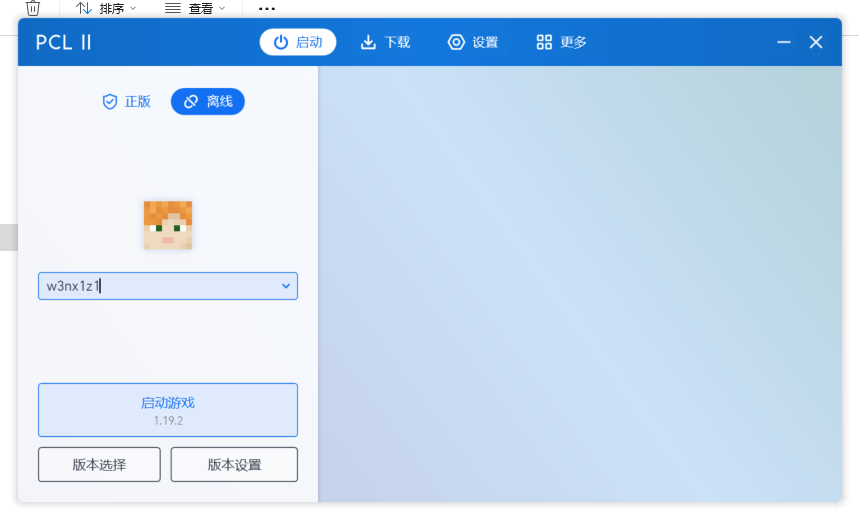 排序 查看 ...
PCL II 启动 下载 设置 更多
正版 离线
w3nx1z1
启动游戏
1.19.2
版本选择 版本设置